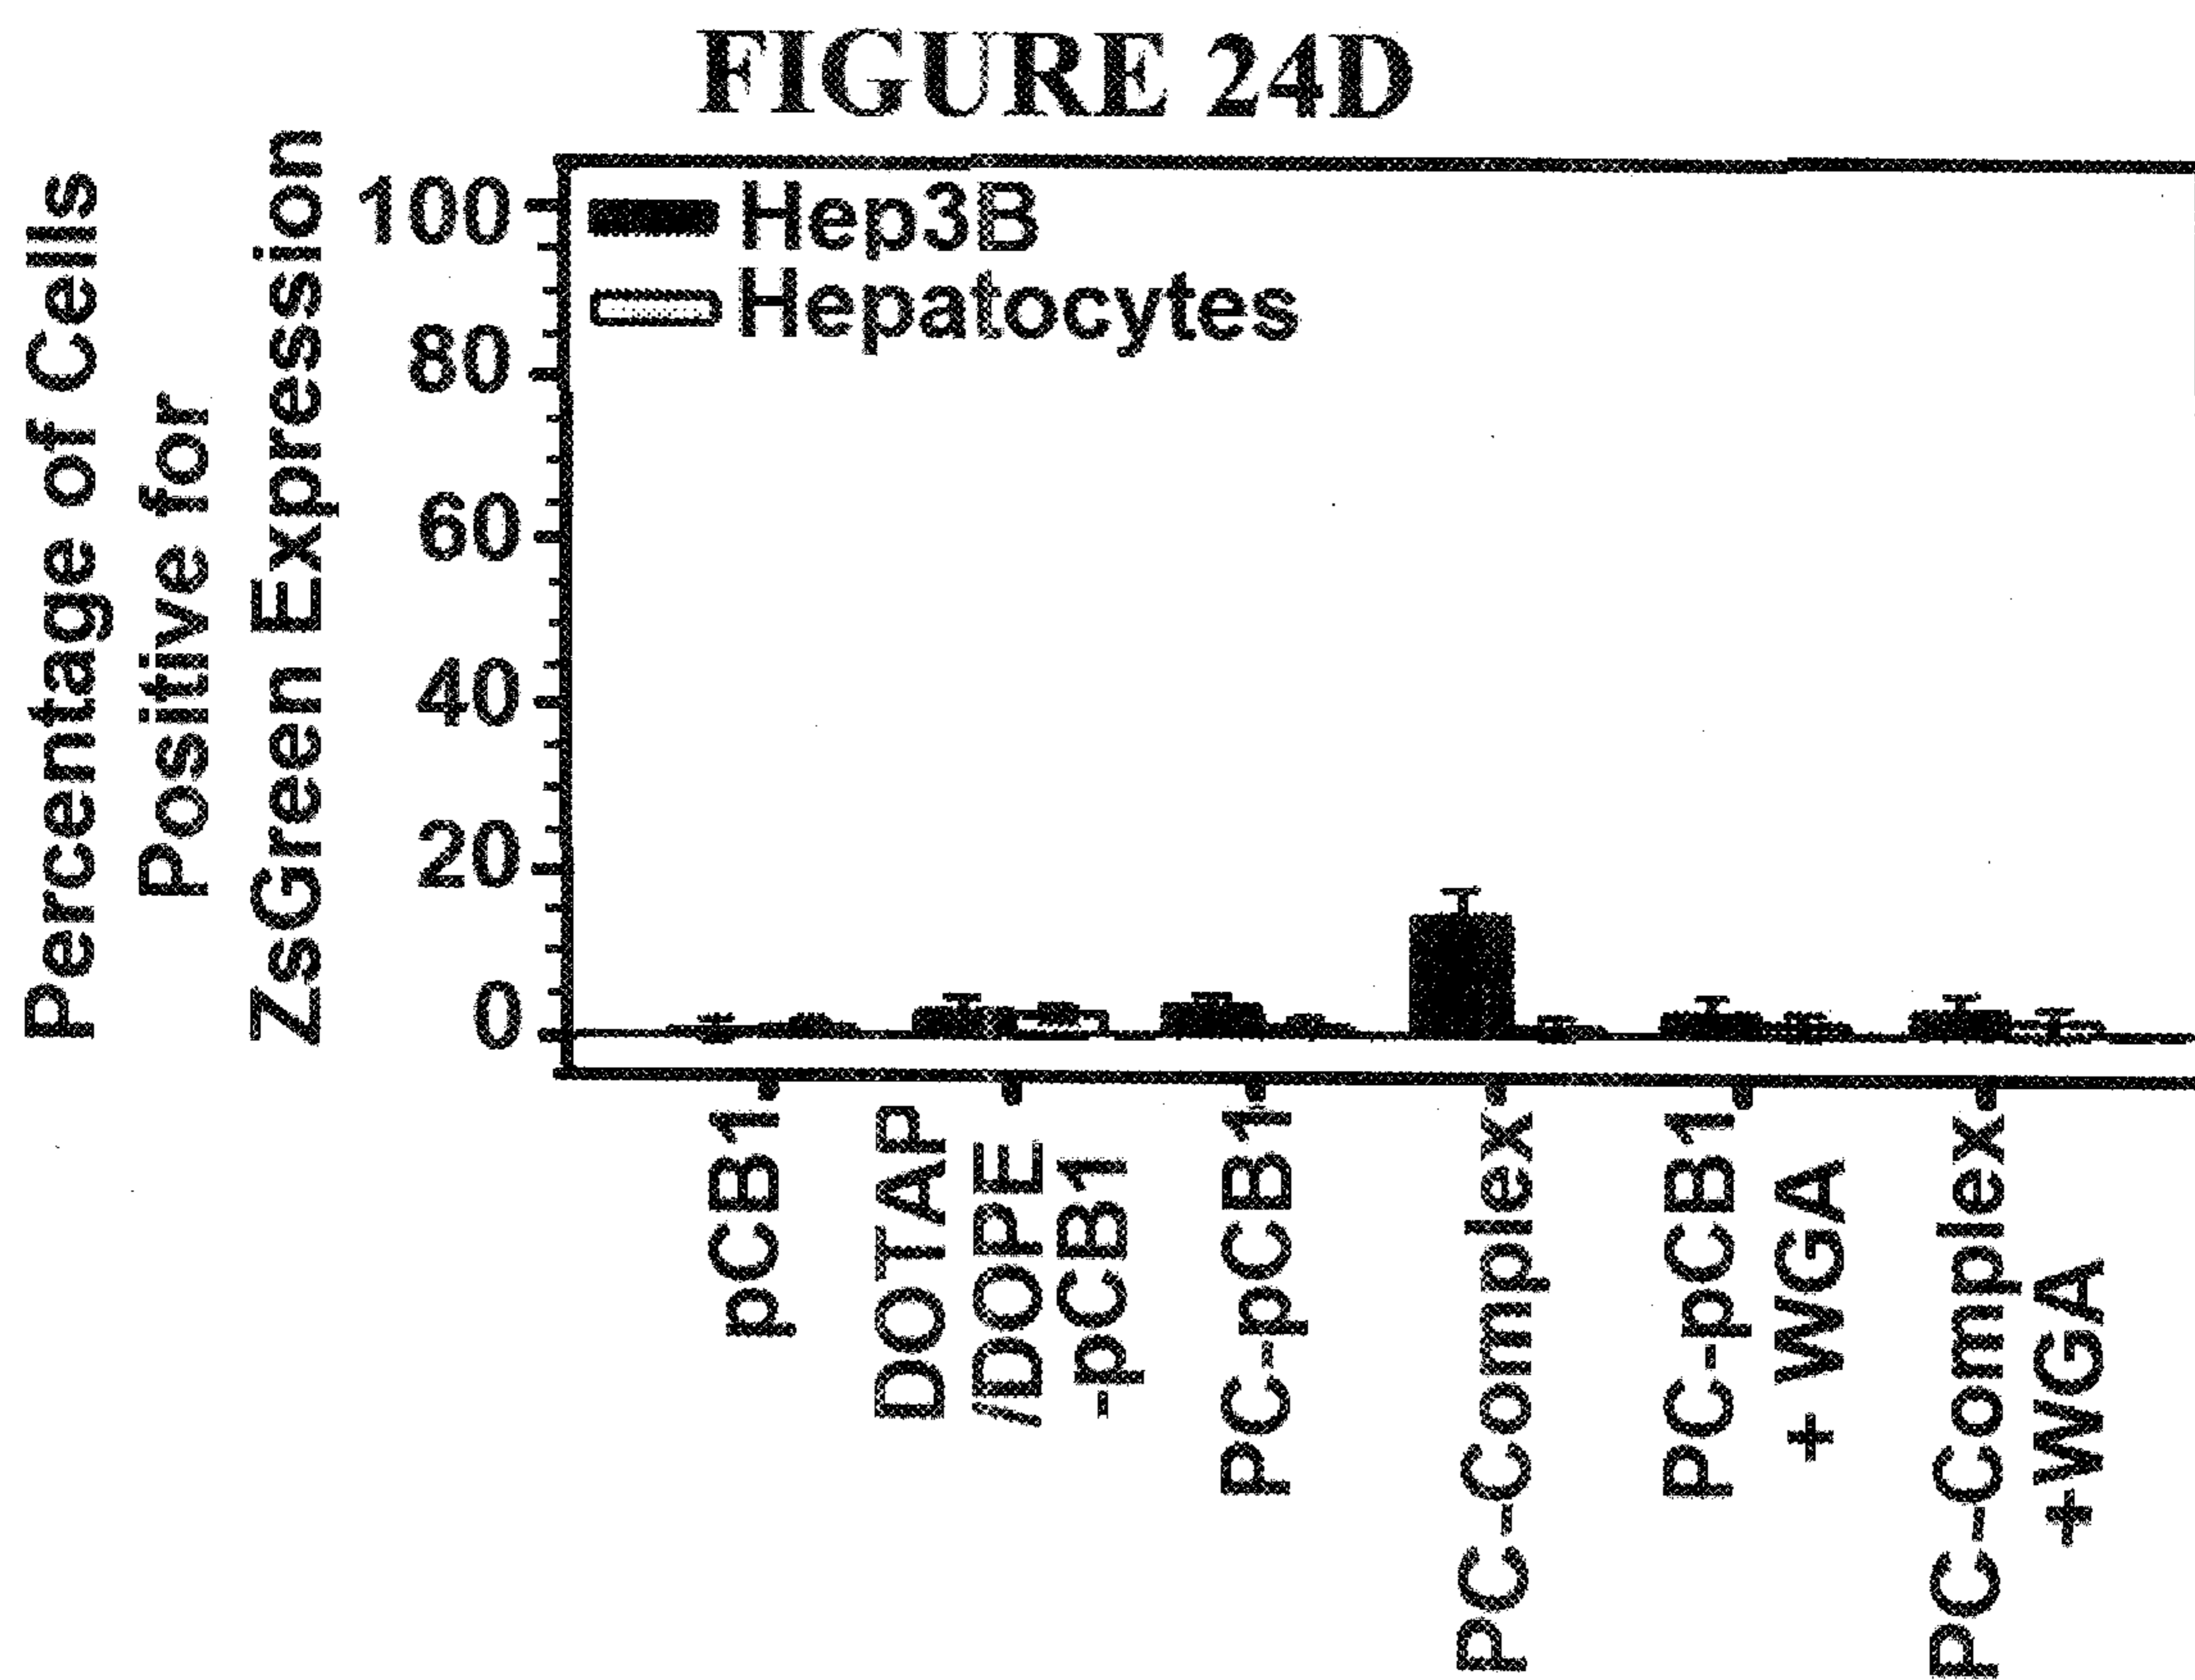 FIGURE 24D
Percentage of Cells
Positive for
ZsGreen Expression
100
80
60
40
20
0
Hep3B
Hepatocytes
pCB1
DOTAP
/DOPE
-pCB1
PC-pCB1
PC-Complex
PC-pCB1
+ WGA
PC-Complex
+WGA